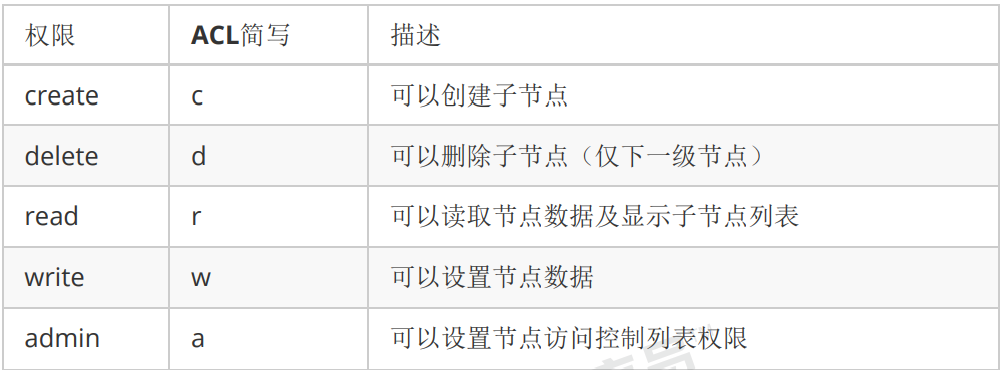 权限 ACL简写 描述
create c 可以创建子节点
delete d 可以删除子节点（仅下一级节点）
read r 可以读取节点数据及显示子节点列表
write w 可以设置节点数据
admin a 可以设置节点访问控制列表权限